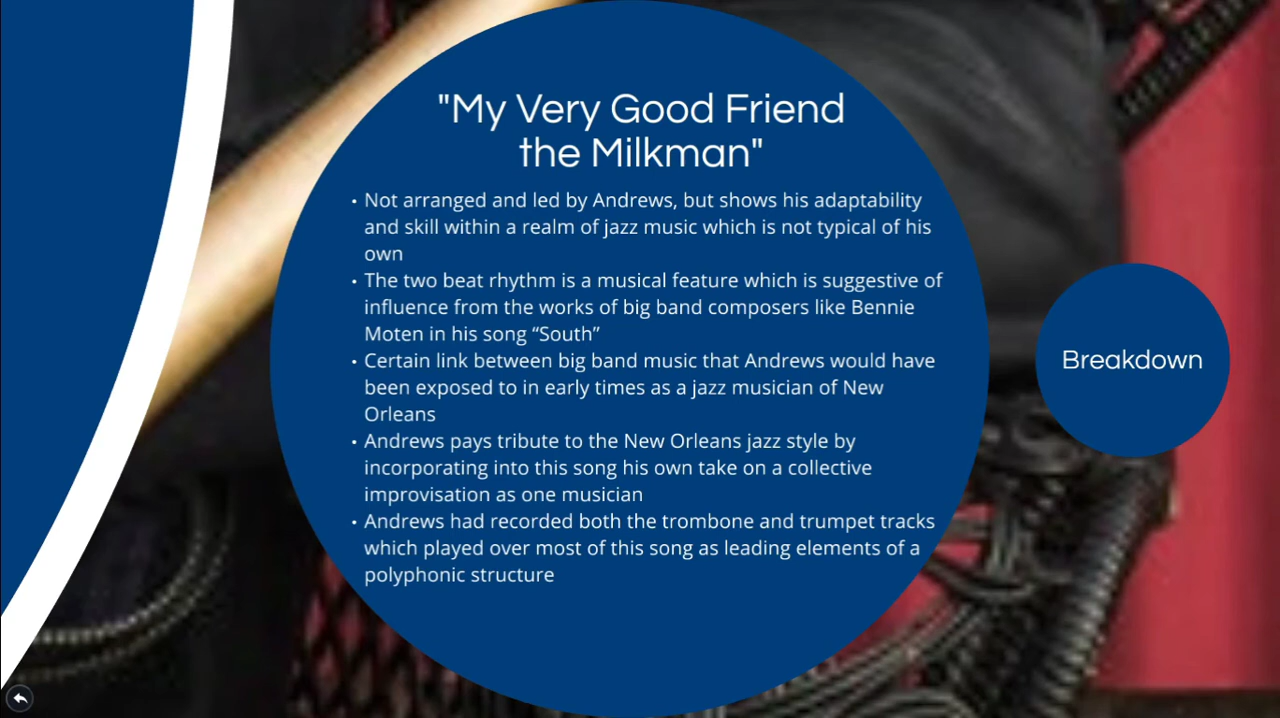 "My Very Good Friend
the Milkman"
• Not arranged and led by Andrews, but shows his adaptability
and skill within a realm of jazz music which is not typical of his
own
• The two beat rhythm is a musical feature which is suggestive of
influence from the works of big band composers like Bennie
Moten in his song “South”
• Certain link between big band music that Andrews would have
been exposed to in early times as a jazz musician of New
Orleans
• Andrews pays tribute to the New Orleans jazz style by
incorporating into this song his own take on a collective
improvisation as one musician
• Andrews had recorded both the trombone and trumpet tracks
which played over most of this song as leading elements of a
polyphonic structure
Breakdown